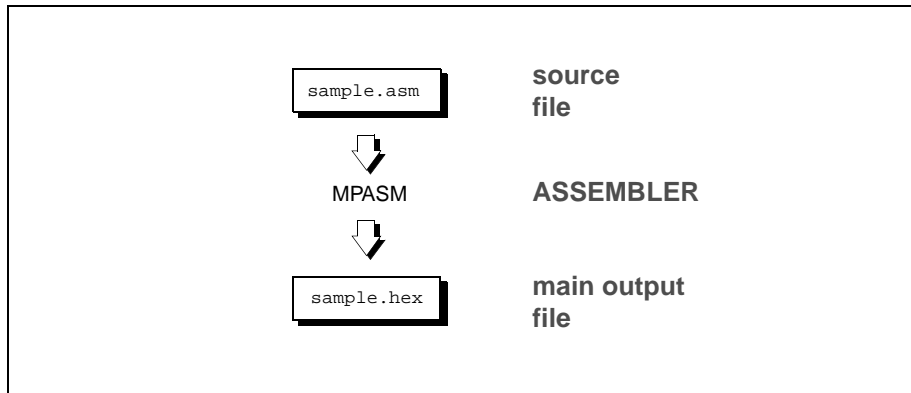 sample.asm
source
file
MPASM
ASSEMBLER
sample.hex
main output
file